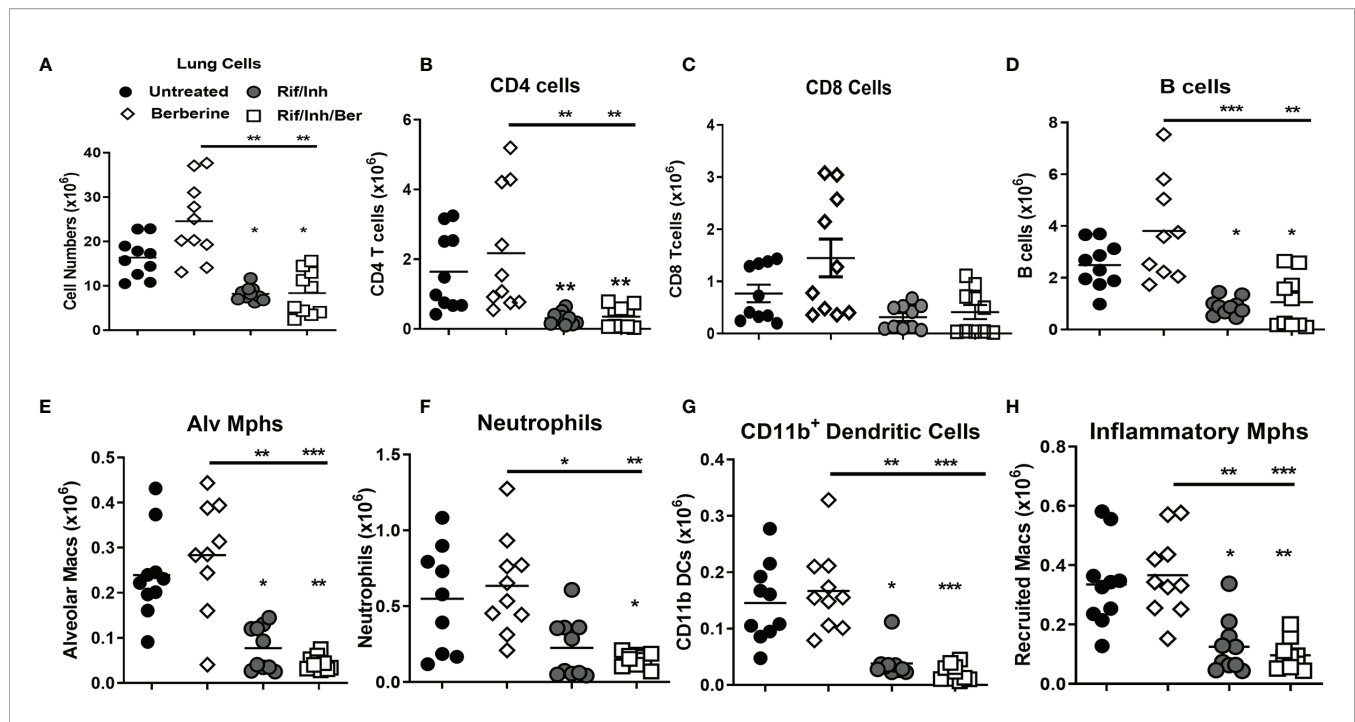 A
Lung Cells
Untreated
Rif/Inh
Berberine
Rif/Inh/Ber
** **
Cell Numbers (x10⁶)
40
30
20
10
0
* *
B
CD4 cells
** **
CD4 T cells (x10⁶)
6
4
2
0
** **
C
CD8 Cells
CD8 Tcells (x10⁶)
4
3
2
1
0
D
B cells
*** **
B cells (x10⁶)
8
6
4
2
0
* *
E
Alv Mphs
** ***
Alveolar Macs (x10⁶)
0.5
0.4
0.3
0.2
0.1
0.0
* **
F
Neutrophils
* **
Neutrophils (x10⁶)
1.5
1.0
0.5
0.0
*
G
CD11b⁺ Dendritic Cells
** ***
CD11b DCs (x10⁶)
0.4
0.3
0.2
0.1
0.0
* ***
H
Inflammatory Mphs
** ***
Recruited Macs (x10⁶)
0.8
0.6
0.4
0.2
0.0
* **